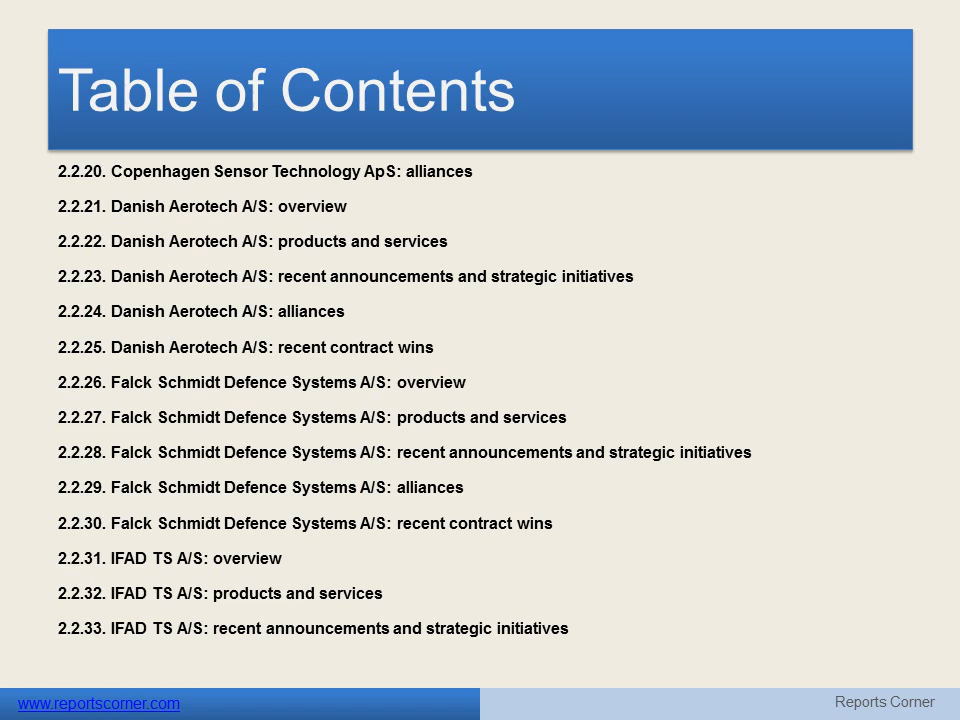 Table of Contents
2.2.20. Copenhagen Sensor Technology ApS: alliances
2.2.21. Danish Aerotech A/S: overview
2.2.22. Danish Aerotech A/S: products and services
2.2.23. Danish Aerotech A/S: recent announcements and strategic initiatives
2.2.24. Danish Aerotech A/S: alliances
2.2.25. Danish Aerotech A/S: recent contract wins
2.2.26. Falck Schmidt Defence Systems A/S: overview
2.2.27. Falck Schmidt Defence Systems A/S: products and services
2.2.28. Falck Schmidt Defence Systems A/S: recent announcements and strategic initiatives
2.2.29. Falck Schmidt Defence Systems A/S: alliances
2.2.30. Falck Schmidt Defence Systems A/S: recent contract wins
2.2.31. IFAD TS A/S: overview
2.2.32. IFAD TS A/S: products and services
2.2.33. IFAD TS A/S: recent announcements and strategic initiatives
www.reportscorner.com
Reports Corner